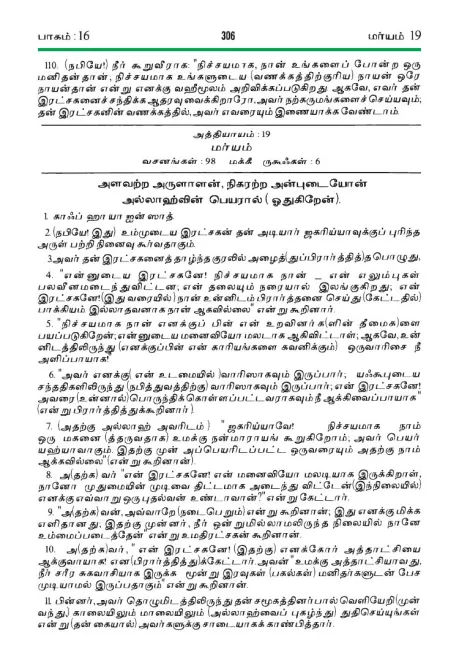 பாகம் : 16 306 மர்யம் 19
110. (நபியே!) நீர் கூறுவீராக: "நிச்சயமாக, நான் உங்களைப் போன்ற ஒரு
மனிதன்தான், நிச்சயமாக உங்களுடைய (வணக்கத்திற்குரிய) நாயன் ஒரே
நாயன்தான் என்று எனக்கு வஹீமூலம் அறிவிக்கப்படுகிறது. ஆகவே, எவர் தன்
இரட்சகனைச் சந்திக்க ஆதரவு வைக்கிறாரோ, அவர் நற்கருமங்களைச் செய்யவும்;
தன் இரட்சகனின் வணக்கத்தில், அவர் எவரையும் இணையாக்க வேண்டாம்.
அத்தியாயம் : 19
மர்யம்
வசனங்கள் : 98 மக்கீ ருகூஃகள் : 6
அளவற்ற அருளாளன், நிகரற்ற அன்புடையோன்
அல்லாஹ்வின் பெயரால் ( ஓதுகிறேன்).
1. காஃப் ஹா யா ஐன் ஸாத்.
2. (நபியே! இது) உம்முடைய இரட்சகன் தன் அடியார் ஜகரிய்யாவுக்குப் புரிந்த
அருள் பற்றி நினைவு கூர்வதாகும்.
3. அவர் தன் இரட்சகனைத் தாழ்ந்த குரலில் அழைத்(துப் பிரார்த்தித்)த பொழுது,
4. "என்னுடைய இரட்சகனே! நிச்சயமாக நான் _ என் எலும்புகள்
பலவீனமடைந்துவிட்டன; என் தலையும் நரையால் இலங்குகிறது; என்
இரட்சகனே! (இது வரையில்) நான் உன்னிடம் பிரார்த்தனை செய்து (கேட்டதில்)
பாக்கியம் இல்லாதவனாக நான் ஆகவில்லை" என்று கூறினார்.
5. "நிச்சயமாக நான் எனக்குப் பின் என் உறவினர்க(ளின் தீமைக)ளை
பயப்படுகிறேன்; என்னுடைய மனைவியோ மலடாக ஆகிவிட்டாள்; ஆகவே, உன்
னிடத்திலிருந்து (எனக்குப்பின் என் காரியங்களை கவனிக்கும்) ஒருவாரிசை நீ
அளிப்பாயாக!
6. "அவர் எனக்கு(ம் என் உடமையில் )வாரிஸாகவும் இருப்பார்; யஃகூபுடைய
சந்ததிகளிலிருந்து (நபித்துவத்திற்கு) வாரிஸாகவும் இருப்பார்; என் இரட்சகனே!
அவரை (உன்னால்) பொருந்திக்கொள்ளப்பட்டவராகவும் நீ ஆக்கிவைப்பாயாக"
(என்று பிரார்த்தித்துக்கூறினார்).
7. (அதற்கு அல்லாஹ் அவரிடம் ) "ஜகரிய்யாவே! நிச்சயமாக நாம்
ஒரு மகனை (த்தருவதாக) உமக்கு நன்மாராயங் கூறுகிறோம்; அவர் பெயர்
யஹ்யாவாகும். இதற்கு முன் அப்பெயரிடப்பட்ட ஒருவரையும் அதற்கு நாம்
ஆக்கவில்லை" (என்று கூறினான்).
8. அ(தற்க)வர் "என் இரட்சகனே! என் மனைவியோ மலடியாக இருக்கிறாள்,
நானோ முதுமையின் முடிவை திட்டமாக அடைந்து விட்டேன் (இந்நிலையில்)
எனக்கு எவ்வாறு ஒரு புதல்வன் உண்டாவான்?" என்று கேட்டார்.
9. "அ(தற்க)வன், அவ்வாறே (நடைபெறும்) என்று கூறினான்; இது எனக்கு மிக்க
எளிதானது; இதற்கு முன்னர், நீர் ஒன்றுமில்லாமலிருந்த நிலையில் நானே
உம்மைப்படைத்தேன்" என்று உமதிரட்சகன் கூறினான்.
10. அ(தற்க)வர், "என் இரட்சகனே! (இதற்கு) எனக்கோர் அத்தாட்சியை
ஆக்குவாயாக! என (பிரார்த்தித்து)க் கேட்டார். அவன் "உமக்கு அத்தாட்சியாவது,
நீர் சரீர சுகவாசியாக இருக்க மூன்று இரவுகள் (பகல்கள்) மனிதர்களுடன் பேச
முடியாமல் இருப்பதாகும்" என்று கூறினான்.
11. பின்னர், அவர் தொழுமிடத்திலிருந்து தன் சமூகத்தினர்பால் வெளியேறி (முன்
வந்து) காலையிலும் மாலையிலும் (அல்லாஹ்வைப் புகழ்ந்து) துதிசெய்யுங்கள்
என்று (தன் கையால்) அவர்களுக்கு சாடையாகக் காண்பித்தார்.